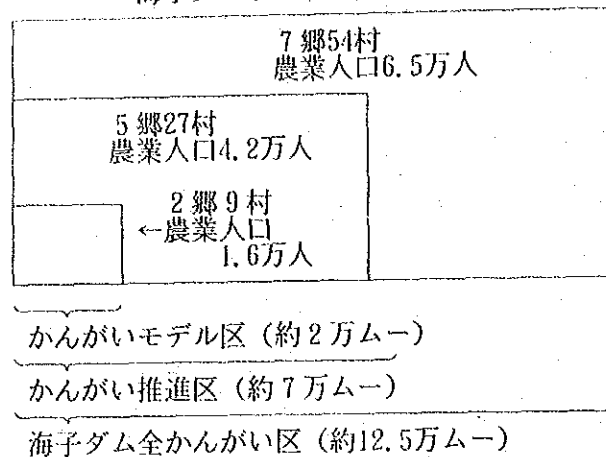 7郷54村
農業人口6.5万人
5郷27村
農業人口4.2万人
2郷9村
←農業人口
1.6万人
かんがいモデル区(約2万ムー)
かんがい推進区(約7万ムー)
海子ダム全かんがい区(約12.5万ムー)